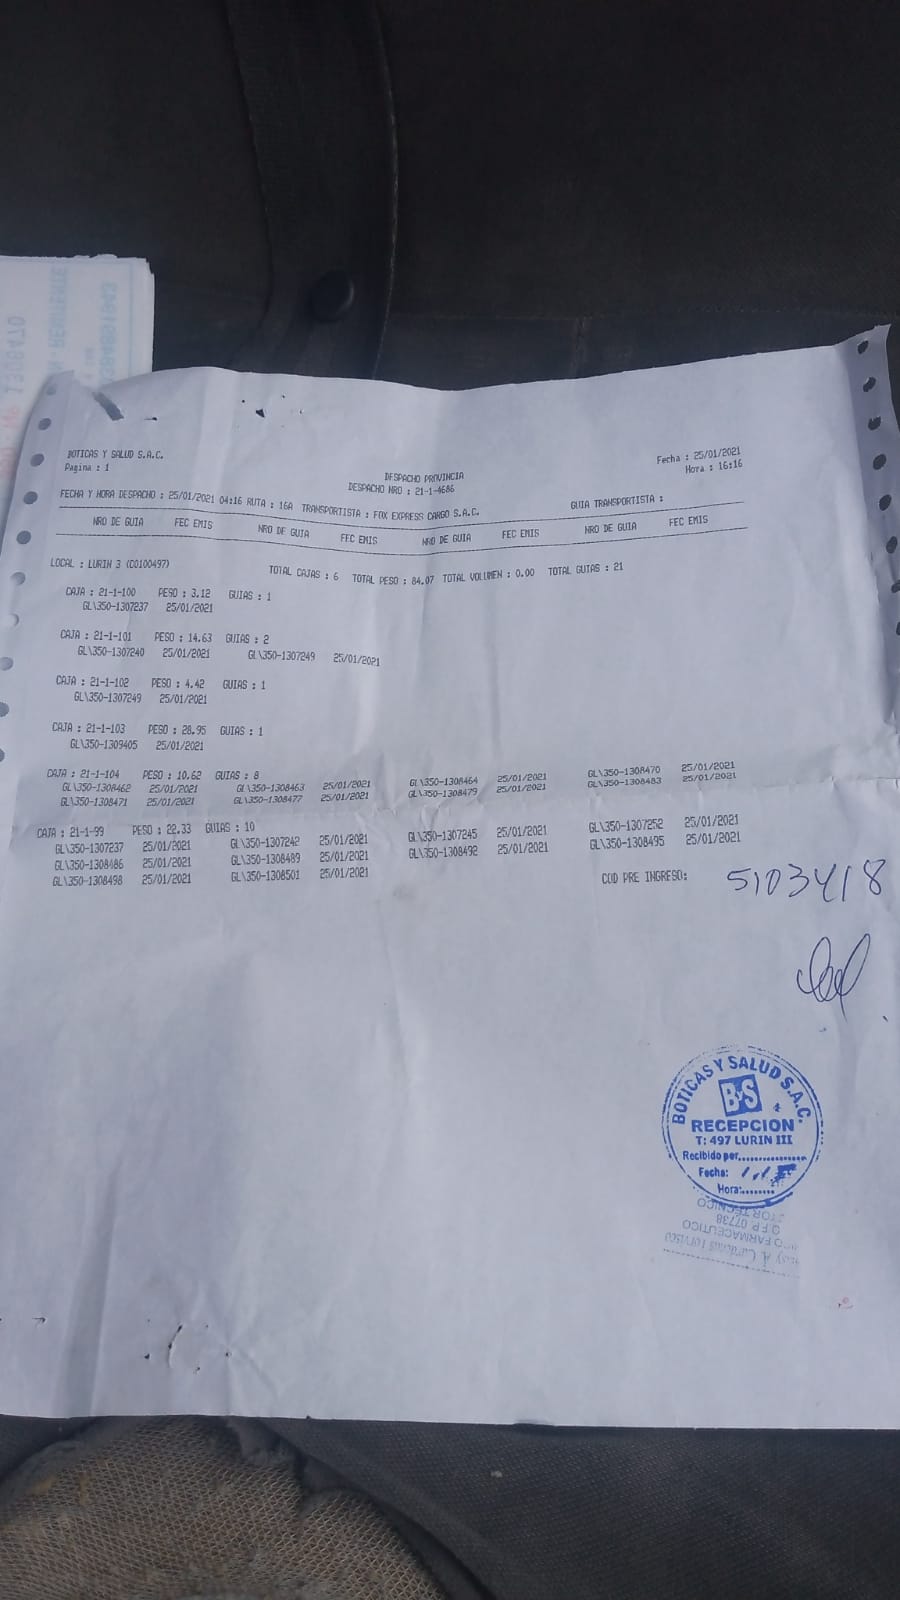 BOTICAS Y SALUD S.A.C.
Pagina : 1
Fecha : 25/01/2021
Hora : 16:16
DESPACHO PROVINCIA
DESPACHO NRO : 21-1-4686
FECHA Y HORA DESPACHO : 25/01/2021 04:16 RUTA : 16A TRANSPORTISTA : FOX EXPRESS CARGO S.A.C. GUIA TRANSPORTISTA :
NRO DE GUIA FEC EMIS NRO DE GUIA FEC EMIS NRO DE GUIA FEC EMIS NRO DE GUIA FEC EMIS
LOCAL : LURIN 3 (C0100497) TOTAL CAJAS : 6 TOTAL PESO : 84.07 TOTAL VOLUMEN : 0.00 TOTAL GUIAS : 21
CAJA : 21-1-100 PESO : 3.12 GUIAS : 1
GL\350-1307237 25/01/2021
CAJA : 21-1-101 PESO : 14.63 GUIAS : 2
GL\350-1307240 25/01/2021 GL\350-1307249 25/01/2021
CAJA : 21-1-102 PESO : 4.42 GUIAS : 1
GL\350-1307249 25/01/2021
CAJA : 21-1-103 PESO : 28.95 GUIAS : 1
GL\350-1309405 25/01/2021
CAJA : 21-1-104 PESO : 10.62 GUIAS : 8
GL\350-1308462 25/01/2021 GL\350-1308463 25/01/2021 GL\350-1308464 25/01/2021 GL\350-1308470 25/01/2021
GL\350-1308471 25/01/2021 GL\350-1308477 25/01/2021 GL\350-1308479 25/01/2021 GL\350-1308483 25/01/2021
CAJA : 21-1-99 PESO : 22.33 GUIAS : 10
GL\350-1307237 25/01/2021 GL\350-1307242 25/01/2021 GL\350-1307245 25/01/2021 GL\350-1307252 25/01/2021
GL\350-1308486 25/01/2021 GL\350-1308489 25/01/2021 GL\350-1308492 25/01/2021 GL\350-1308495 25/01/2021
GL\350-1308498 25/01/2021 GL\350-1308501 25/01/2021
COD PRE INGRESO: 5103418
BOTICAS Y SALUD S.A.C.
B&S
RECEPCION
T: 497 LURIN III
Recibido por
Fecha:
Hora:
Q.F.P. 07738
1308470